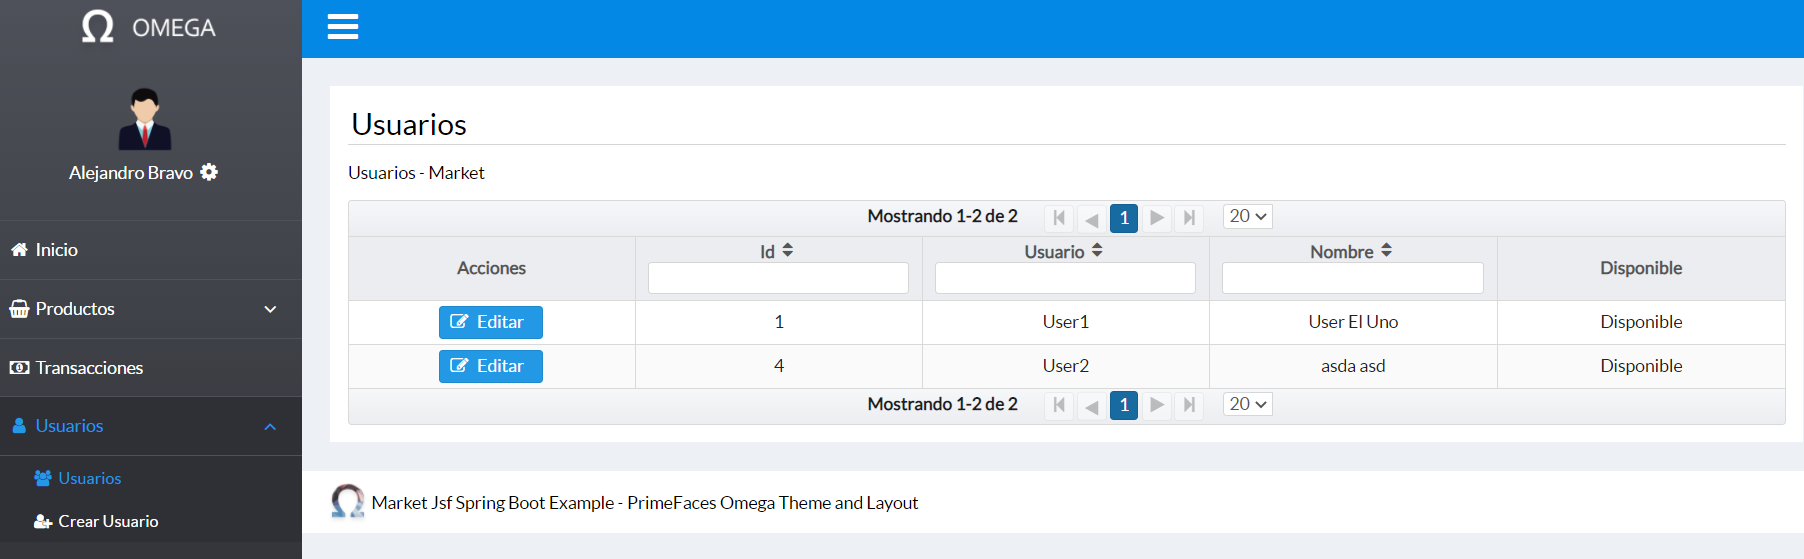 Ω OMEGA
Alejandro Bravo
Inicio
Productos
Transacciones
Usuarios
Usuarios
Crear Usuario
Usuarios
Usuarios - Market
Mostrando 1-2 de 2 1 20
Acciones Id Usuario Nombre Disponible
Editar 1 User1 User El Uno Disponible
Editar 4 User2 asda asd Disponible
Mostrando 1-2 de 2 1 20
Market Jsf Spring Boot Example - PrimeFaces Omega Theme and Layout